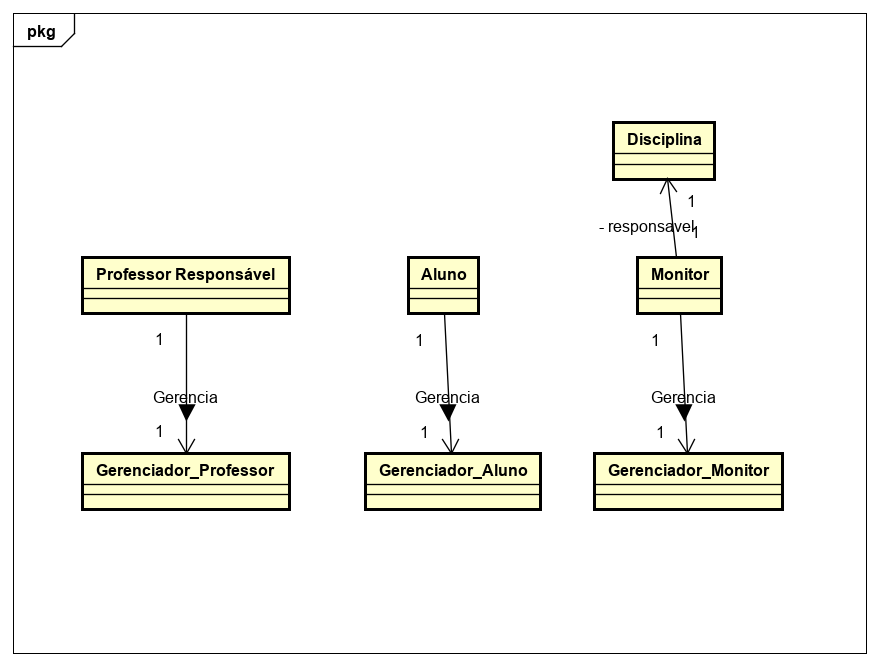 pkg
Disciplina
1
- responsavel
1
Professor Responsável
Aluno
Monitor
1
1
1
Gerencia
Gerencia
Gerencia
1
1
1
Gerenciador_Professor
Gerenciador_Aluno
Gerenciador_Monitor